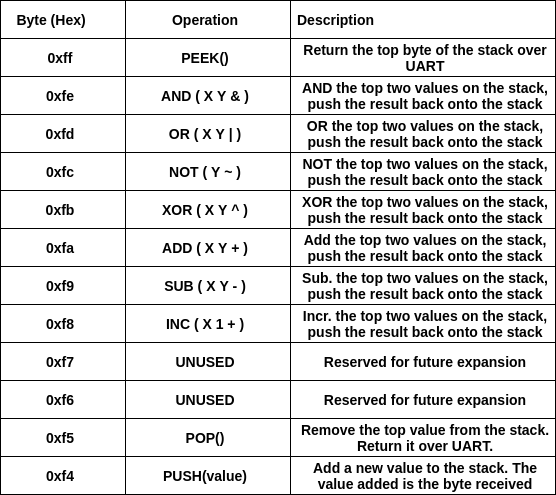 Byte (Hex) Operation Description
0xff PEEK() Return the top byte of the stack over
UART
0xfe AND ( X Y & ) AND the top two values on the stack,
push the result back onto the stack
0xfd OR ( X Y | ) OR the top two values on the stack,
push the result back onto the stack
0xfc NOT ( Y ~ ) NOT the top two values on the stack,
push the result back onto the stack
0xfb XOR ( X Y ^ ) XOR the top two values on the stack,
push the result back onto the stack
0xfa ADD ( X Y + ) Add the top two values on the stack,
push the result back onto the stack
0xf9 SUB ( X Y - ) Sub. the top two values on the stack,
push the result back onto the stack
0xf8 INC ( X 1 + ) Incr. the top two values on the stack,
push the result back onto the stack
0xf7 UNUSED Reserved for future expansion
0xf6 UNUSED Reserved for future expansion
0xf5 POP() Remove the top value from the stack.
Return it over UART.
0xf4 PUSH(value) Add a new value to the stack. The
value added is the byte received